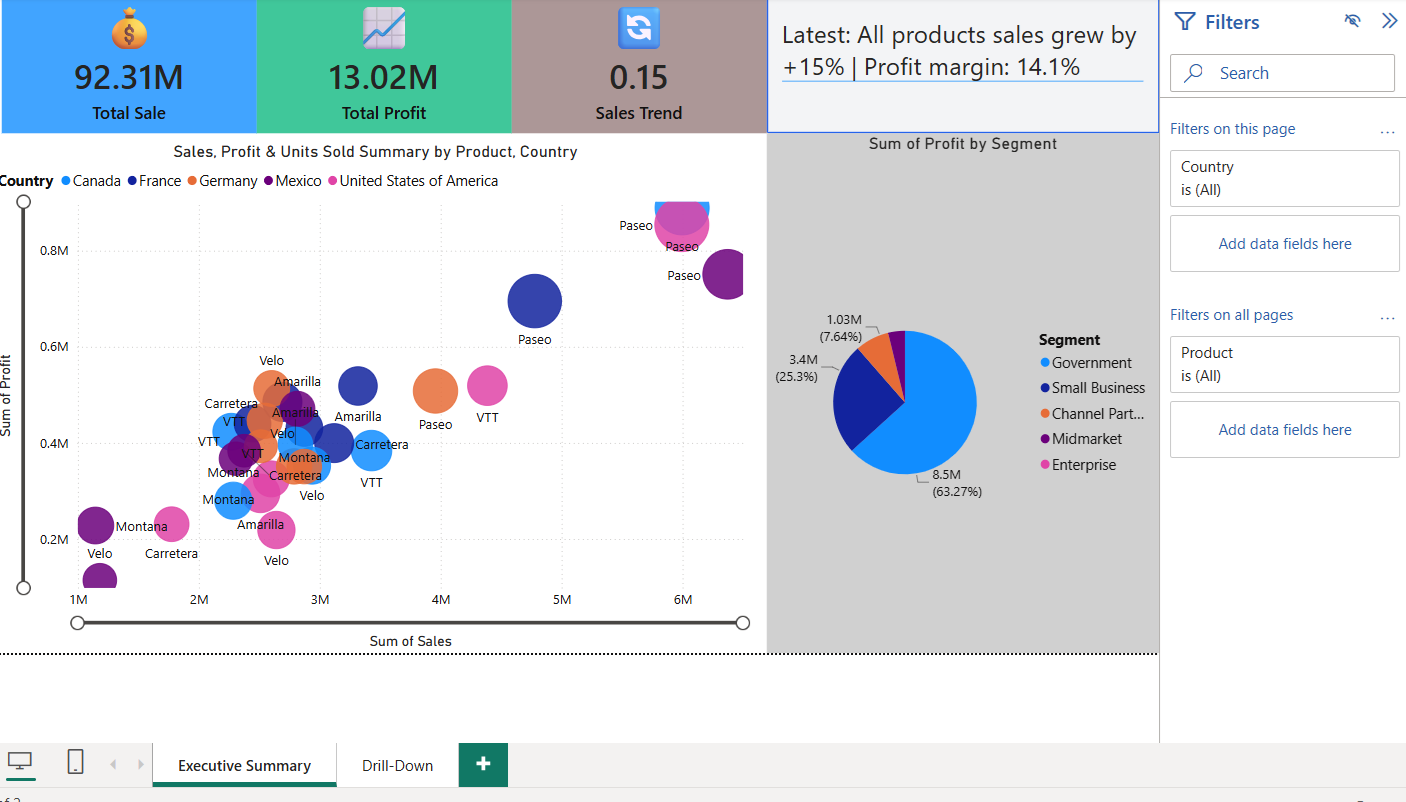 92.31M
Total Sale
13.02M
Total Profit
0.15
Sales Trend
Latest: All products sales grew by
+15% | Profit margin: 14.1%
Sales, Profit & Units Sold Summary by Product, Country
Country Canada France Germany Mexico United States of America
Sum of Profit
0.8M
0.6M
0.4M
0.2M
Paseo
Paseo
Paseo
Paseo
Velo
Amarilla
Carretera
Amarilla
Amarilla
VTT
Paseo
VTT
VTT
Velo
Carretera
VTT
Montana
Montana
Carretera
VTT
Velo
Montana
Amarilla
Montana
Velo
Carretera
Velo
1M
2M
3M
4M
5M
6M
Sum of Sales
Sum of Profit by Segment
1.03M
(7.64%)
3.4M
(25.3%)
8.5M
(63.27%)
Segment
Government
Small Business
Channel Part...
Midmarket
Enterprise
Filters
Search
Filters on this page
...
Country
is (All)
Add data fields here
Filters on all pages
...
Product
is (All)
Add data fields here
Executive Summary
Drill-Down
+